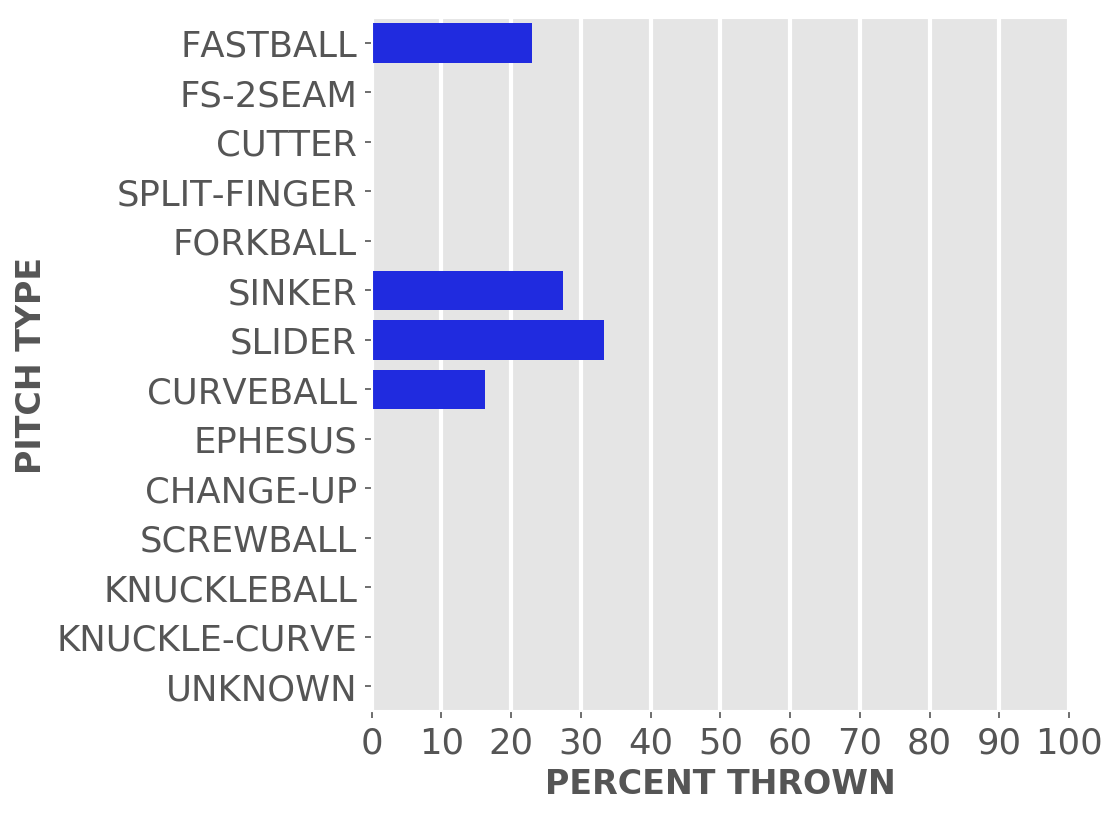 FASTBALL
FS-2SEAM
CUTTER
SPLIT-FINGER
FORKBALL
SINKER
SLIDER
CURVEBALL
EPHESUS
CHANGE-UP
SCREWBALL
KNUCKLEBALL
KNUCKLE-CURVE
UNKNOWN
PITCH TYPE
0 10 20 30 40 50 60 70 80 90 100
PERCENT THROWN